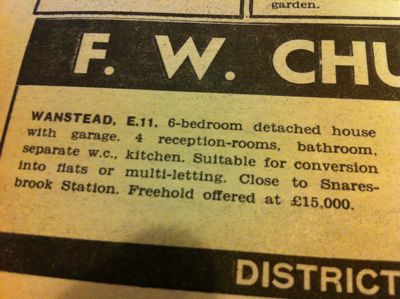 garden.
F. W. CHU
WANSTEAD, E.11. 6-bedroom detached house
with garage. 4 reception-rooms, bathroom,
separate w.c., kitchen. Suitable for conversion
into flats or multi-letting. Close to Snares-
brook Station. Freehold offered at £15,000.
DISTRICT